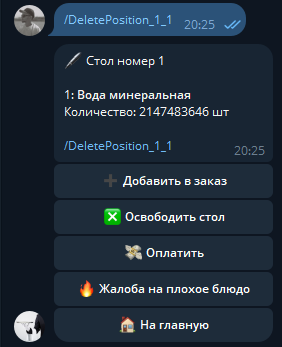 /DeletePosition_1_1
20:25
Стол номер 1
1: Вода минеральная
Количество: 2147483646 шт
/DeletePosition_1_1
20:25
Добавить в заказ
Освободить стол
Оплатить
Жалоба на плохое блюдо
На главную